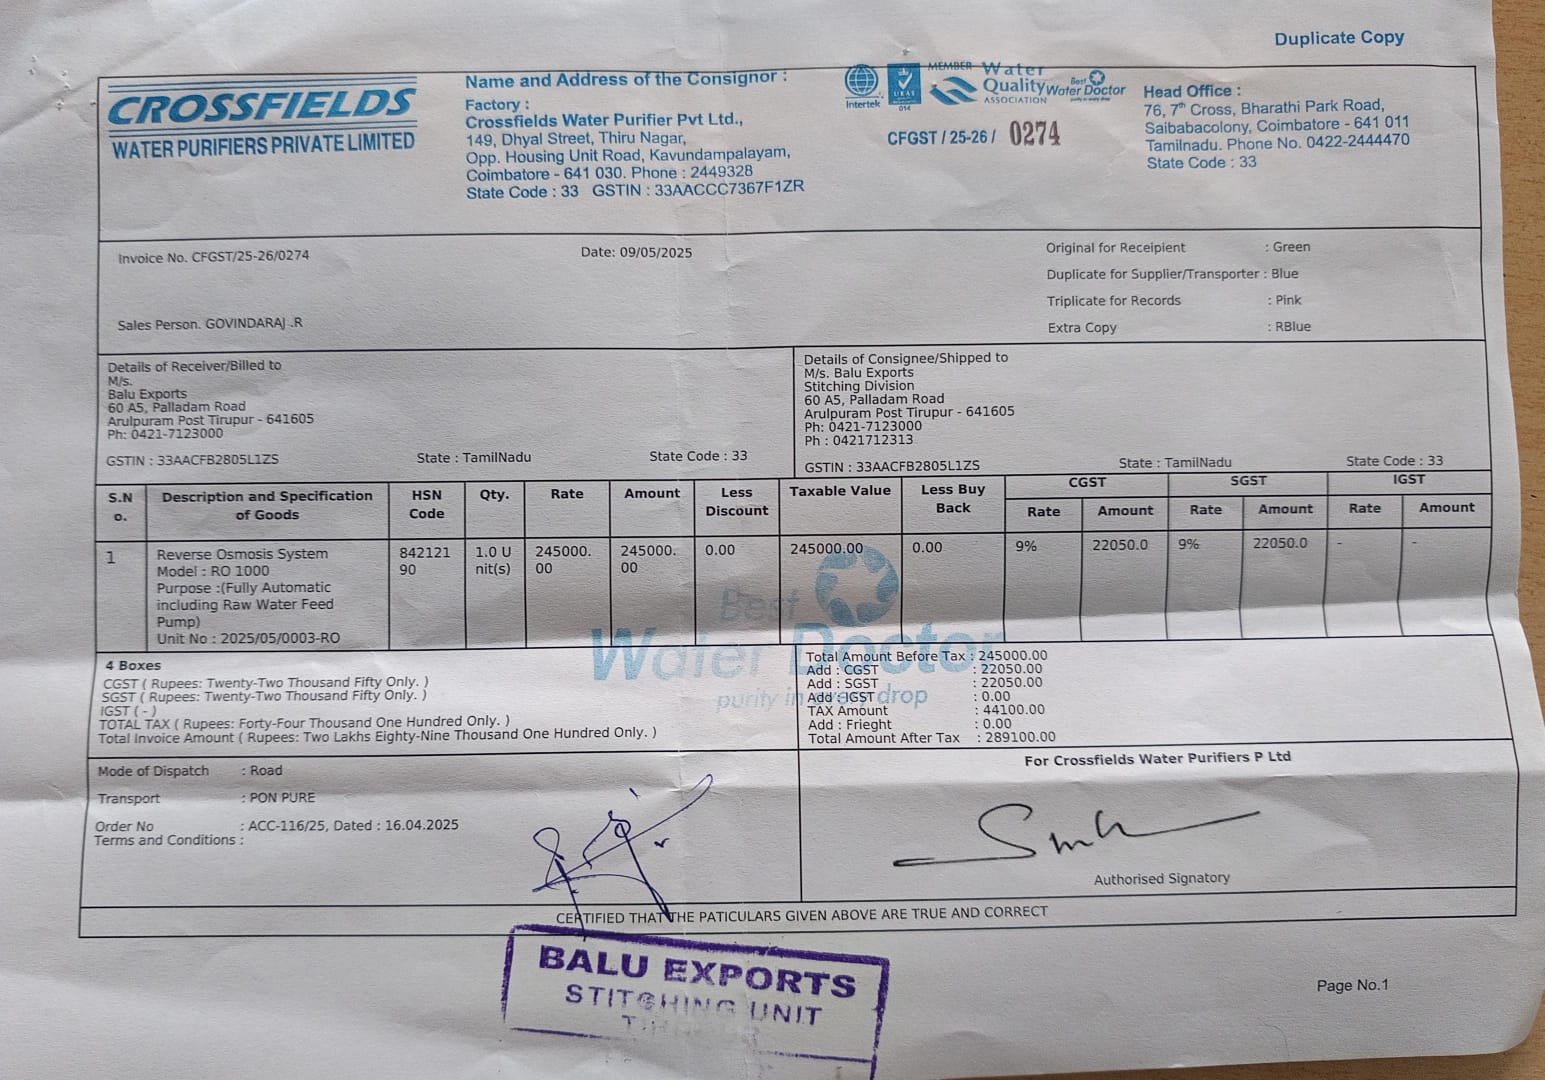 Duplicate Copy
CROSSFIELDS
WATER PURIFIERS PRIVATE LIMITED
Name and Address of the Consignor :
Factory :
Crossfields Water Purifier Pvt Ltd.,
149, Dhyal Street, Thiru Nagar,
Opp. Housing Unit Road, Kavundampalayam,
Coimbatore - 641 030. Phone : 2449328
State Code : 33 GSTIN : 33AACCC7367F1ZR
Intertek
UKAS
014
MEMBER
Water
Quality
ASSOCIATION
Best
Water Doctor
purity in every drop
CFGST / 25-26 / 0274
Head Office :
76, 7th Cross, Bharathi Park Road,
Saibabacolony, Coimbatore - 641 011
Tamilnadu. Phone No. 0422-2444470
State Code : 33
Invoice No. CFGST/25-26/0274
Date: 09/05/2025
Sales Person. GOVINDARAJ .R
Original for Receipient : Green
Duplicate for Supplier/Transporter : Blue
Triplicate for Records : Pink
Extra Copy : RBlue
Details of Receiver/Billed to
M/s.
Balu Exports
60 A5, Palladam Road
Arulpuram Post Tirupur - 641605
Ph: 0421-7123000
GSTIN : 33AACFB2805L1ZS State : TamilNadu State Code : 33
Details of Consignee/Shipped to
M/s. Balu Exports
Stitching Division
60 A5, Palladam Road
Arulpuram Post Tirupur - 641605
Ph: 0421-7123000
Ph : 0421712313
GSTIN : 33AACFB2805L1ZS State : TamilNadu State Code : 33
S.N Description and Specification HSN Qty. Rate Amount Less Taxable Value Less Buy CGST SGST IGST
o. of Goods Code Discount Back Rate Amount Rate Amount Rate Amount
1 Reverse Osmosis System 842121 1.0 U 245000. 245000. 0.00 245000.00 0.00 9% 22050.0 9% 22050.0 - -
Model : RO 1000 90 nit(s) 00 00
Purpose :(Fully Automatic
including Raw Water Feed
Pump)
Unit No : 2025/05/0003-RO
Best
Water Doctor
purity in every drop
4 Boxes
CGST ( Rupees: Twenty-Two Thousand Fifty Only. )
SGST ( Rupees: Twenty-Two Thousand Fifty Only. )
IGST ( - )
TOTAL TAX ( Rupees: Forty-Four Thousand One Hundred Only. )
Total Invoice Amount ( Rupees: Two Lakhs Eighty-Nine Thousand One Hundred Only. )
Total Amount Before Tax : 245000.00
Add : CGST : 22050.00
Add : SGST : 22050.00
Add : IGST : 0.00
TAX Amount : 44100.00
Add : Frieght : 0.00
Total Amount After Tax : 289100.00
Mode of Dispatch : Road
Transport : PON PURE
Order No : ACC-116/25, Dated : 16.04.2025
Terms and Conditions :
For Crossfields Water Purifiers P Ltd
Authorised Signatory
CERTIFIED THAT THE PATICULARS GIVEN ABOVE ARE TRUE AND CORRECT
BALU EXPORTS
STITCHING UNIT
Page No.1